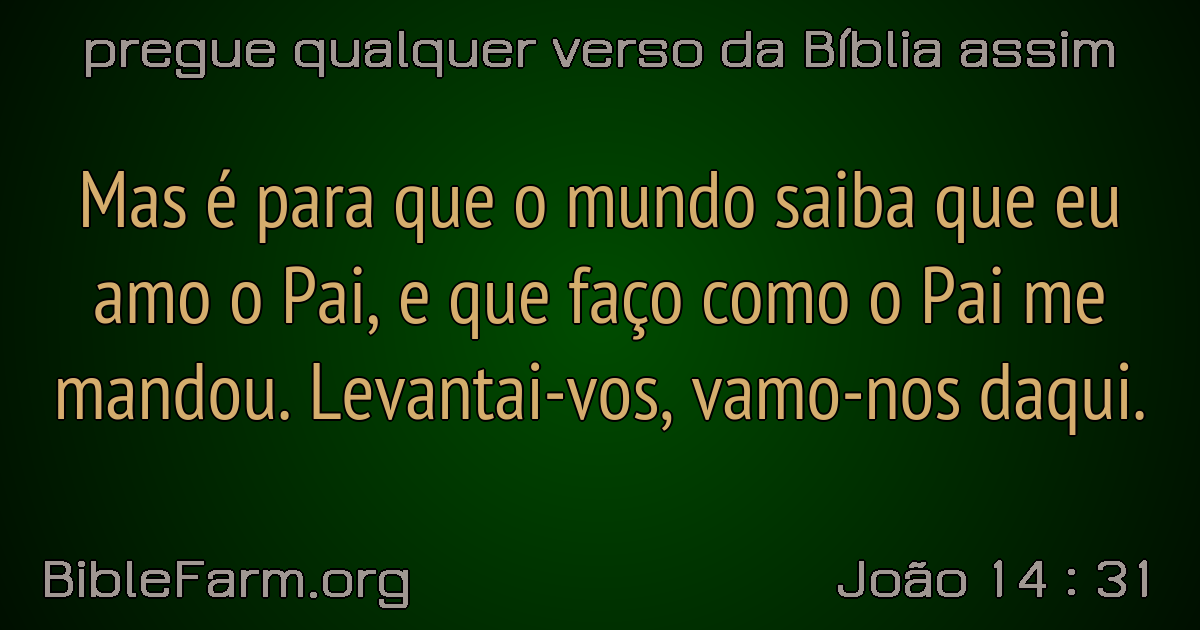 pregue qualquer verso da Bíblia assim
Mas é para que o mundo saiba que eu
amo o Pai, e que faço como o Pai me
mandou. Levantai-vos, vamo-nos daqui.
BibleFarm.org
João 14 : 31